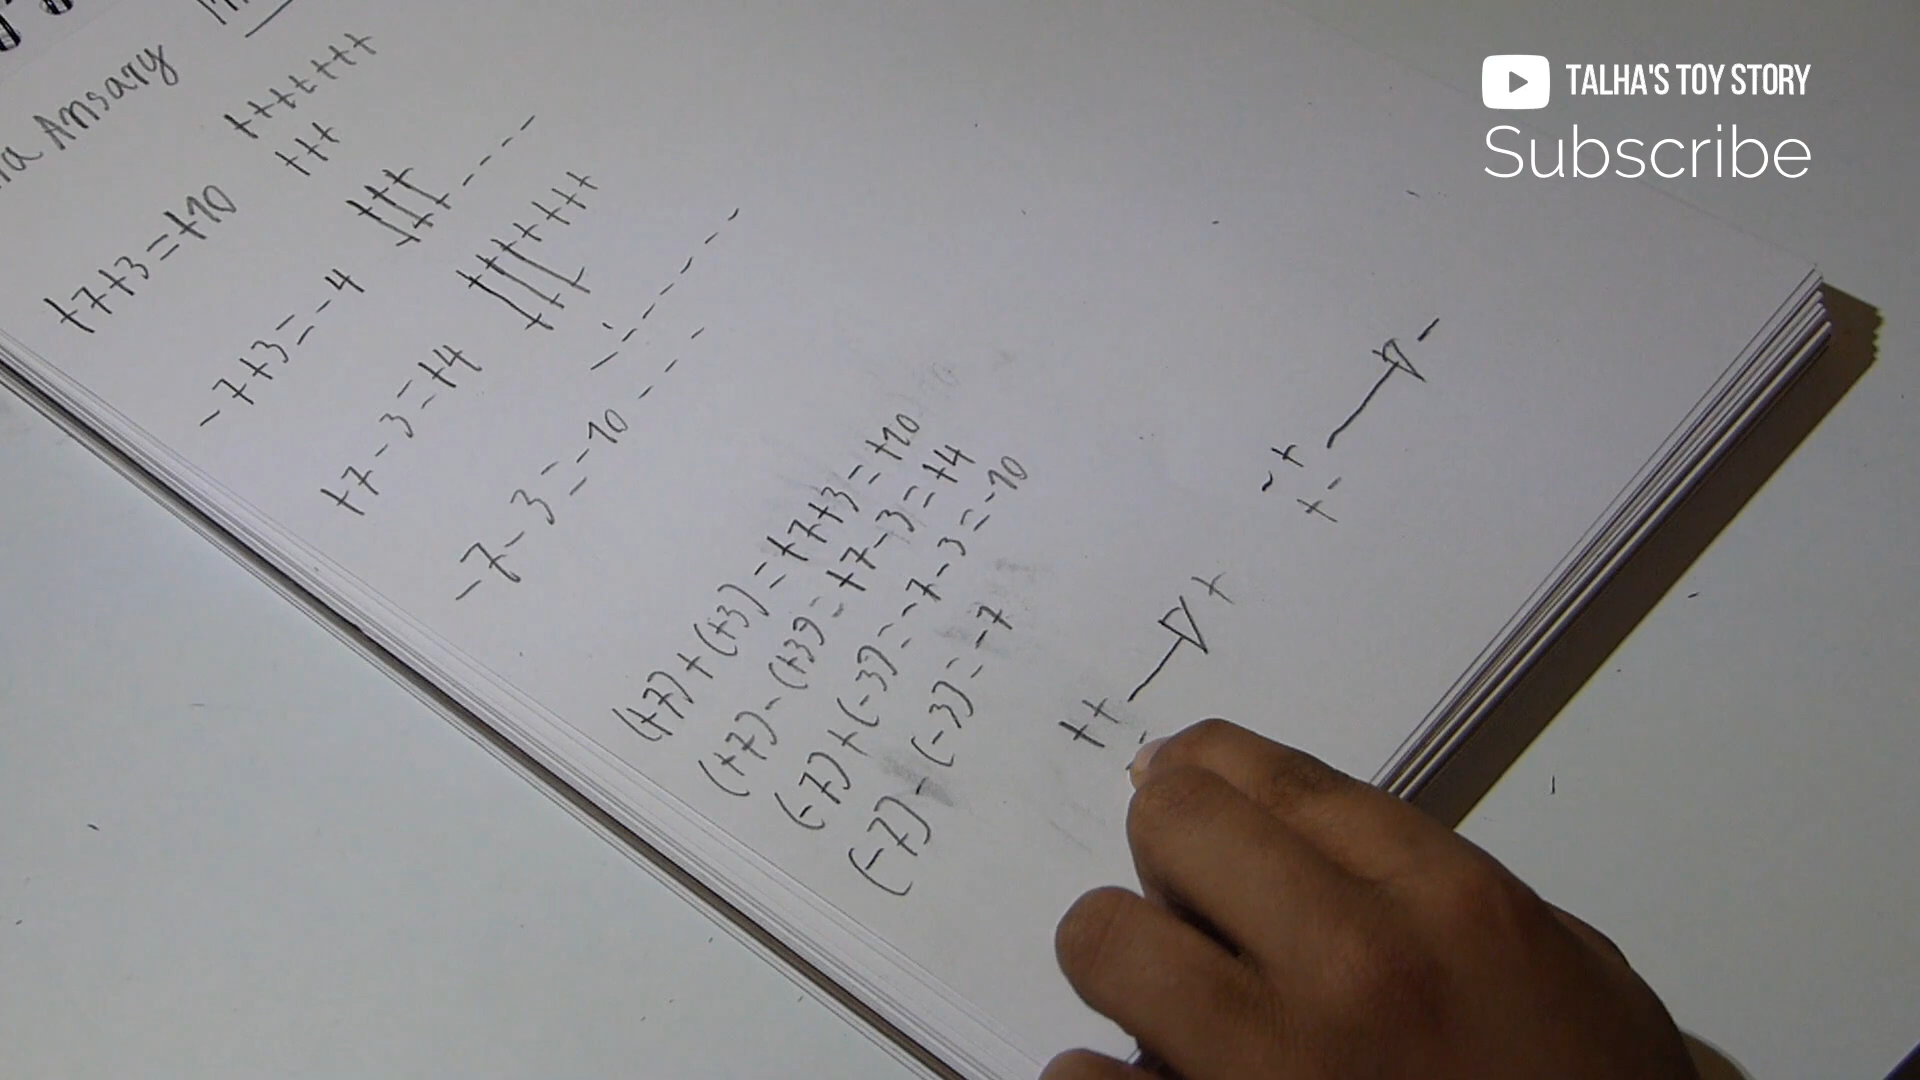 Ansary
+7+3=+10
+++++++
+++
-7+3=-4
+7-3=+4
-7-3=-10
(+7)+(+3)=+7+3=+10
(+7)-(+3)=+7-3=+4
(-7)+(-3)=-7-3=-10
(-7)-(-3)=-7
++ → +
-+ → -
+-
TALHA'S TOY STORY
Subscribe